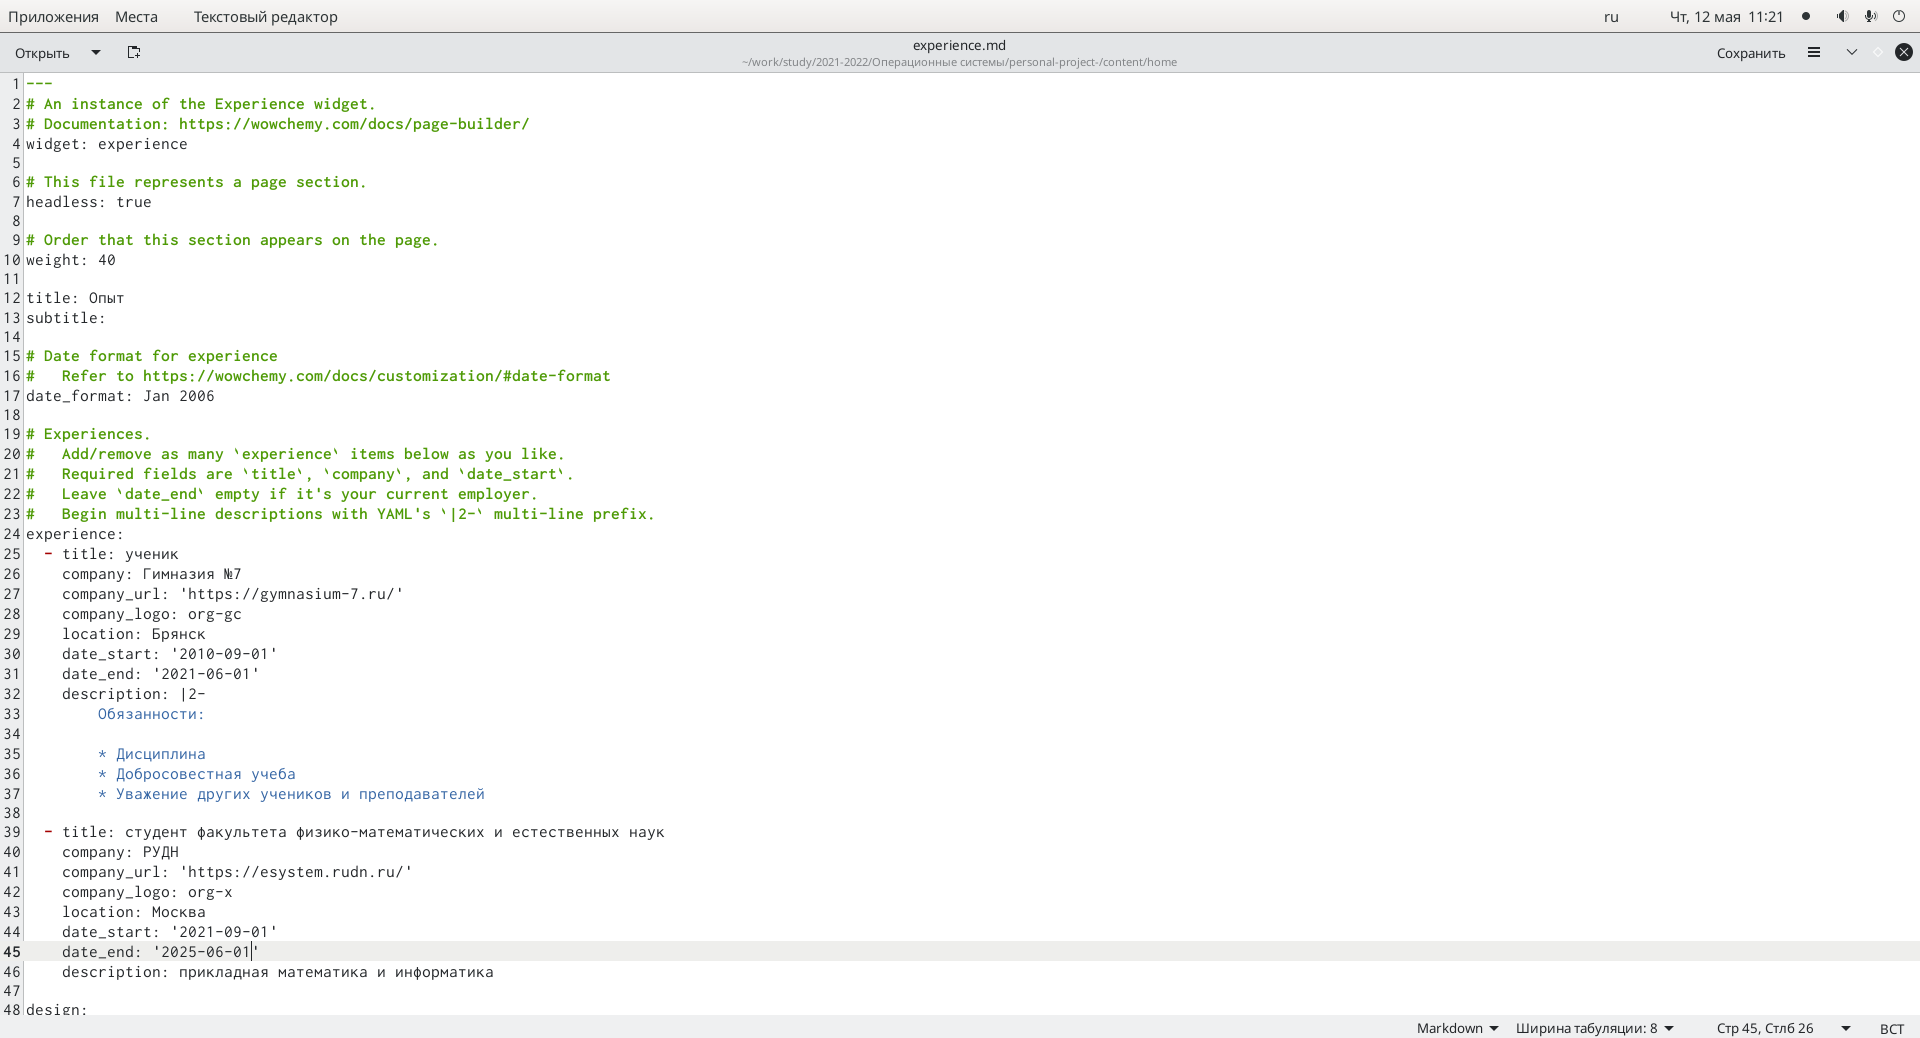 Приложения Места Текстовый редактор ru Чт, 12 мая 11:21
Открыть experience.md Сохранить
~/work/study/2021-2022/Операционные системы/personal-project-/content/home
1 ---
2 # An instance of the Experience widget.
3 # Documentation: https://wowchemy.com/docs/page-builder/
4 widget: experience
5
6 # This file represents a page section.
7 headless: true
8
9 # Order that this section appears on the page.
10 weight: 40
11
12 title: Опыт
13 subtitle:
14
15 # Date format for experience
16 #   Refer to https://wowchemy.com/docs/customization/#date-format
17 date_format: Jan 2006
18
19 # Experiences.
20 #   Add/remove as many `experience` items below as you like.
21 #   Required fields are `title`, `company`, and `date_start`.
22 #   Leave `date_end` empty if it's your current employer.
23 #   Begin multi-line descriptions with YAML's `|2-` multi-line prefix.
24 experience:
25   - title: ученик
26     company: Гимназия №7
27     company_url: 'https://gymnasium-7.ru/'
28     company_logo: org-gc
29     location: Брянск
30     date_start: '2010-09-01'
31     date_end: '2021-06-01'
32     description: |2-
33         Обязанности:
34
35         * Дисциплина
36         * Добросовестная учеба
37         * Уважение других учеников и преподавателей
38
39   - title: студент факультета физико-математических и естественных наук
40     company: РУДН
41     company_url: 'https://esystem.rudn.ru/'
42     company_logo: org-x
43     location: Москва
44     date_start: '2021-09-01'
45     date_end: '2025-06-01'
46     description: прикладная математика и информатика
47
48 design:
Markdown Ширина табуляции: 8 Стр 45, Стлб 26 ВСТ